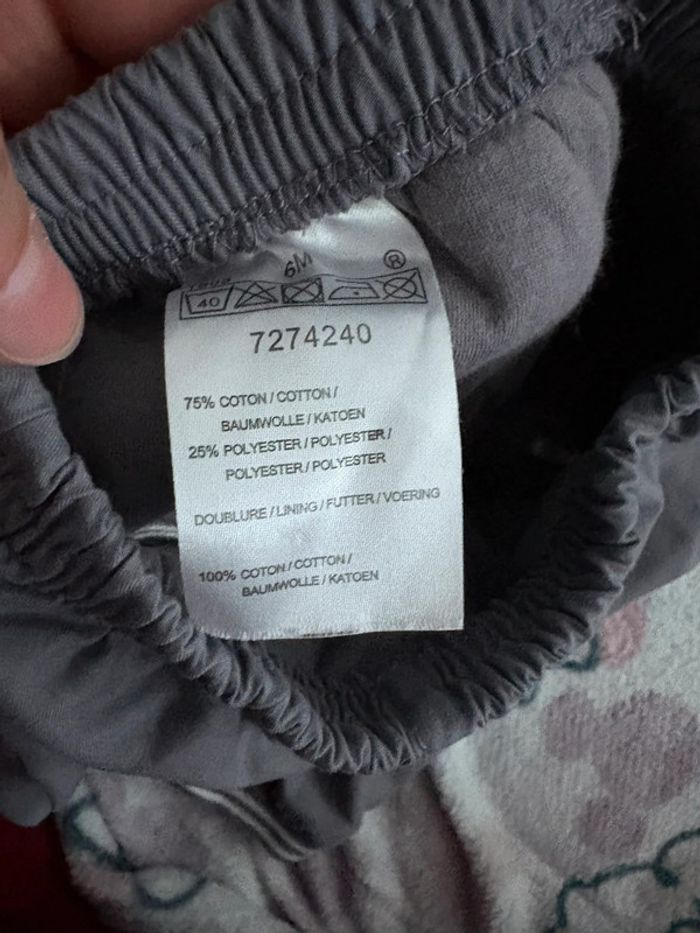 6M ®
40
7274240
75% COTON / COTTON /
BAUMWOLLE / KATOEN
25% POLYESTER / POLYESTER /
POLYESTER / POLYESTER
DOUBLURE / LINING / FUTTER / VOERING
100% COTON / COTTON /
BAUMWOLLE / KATOEN